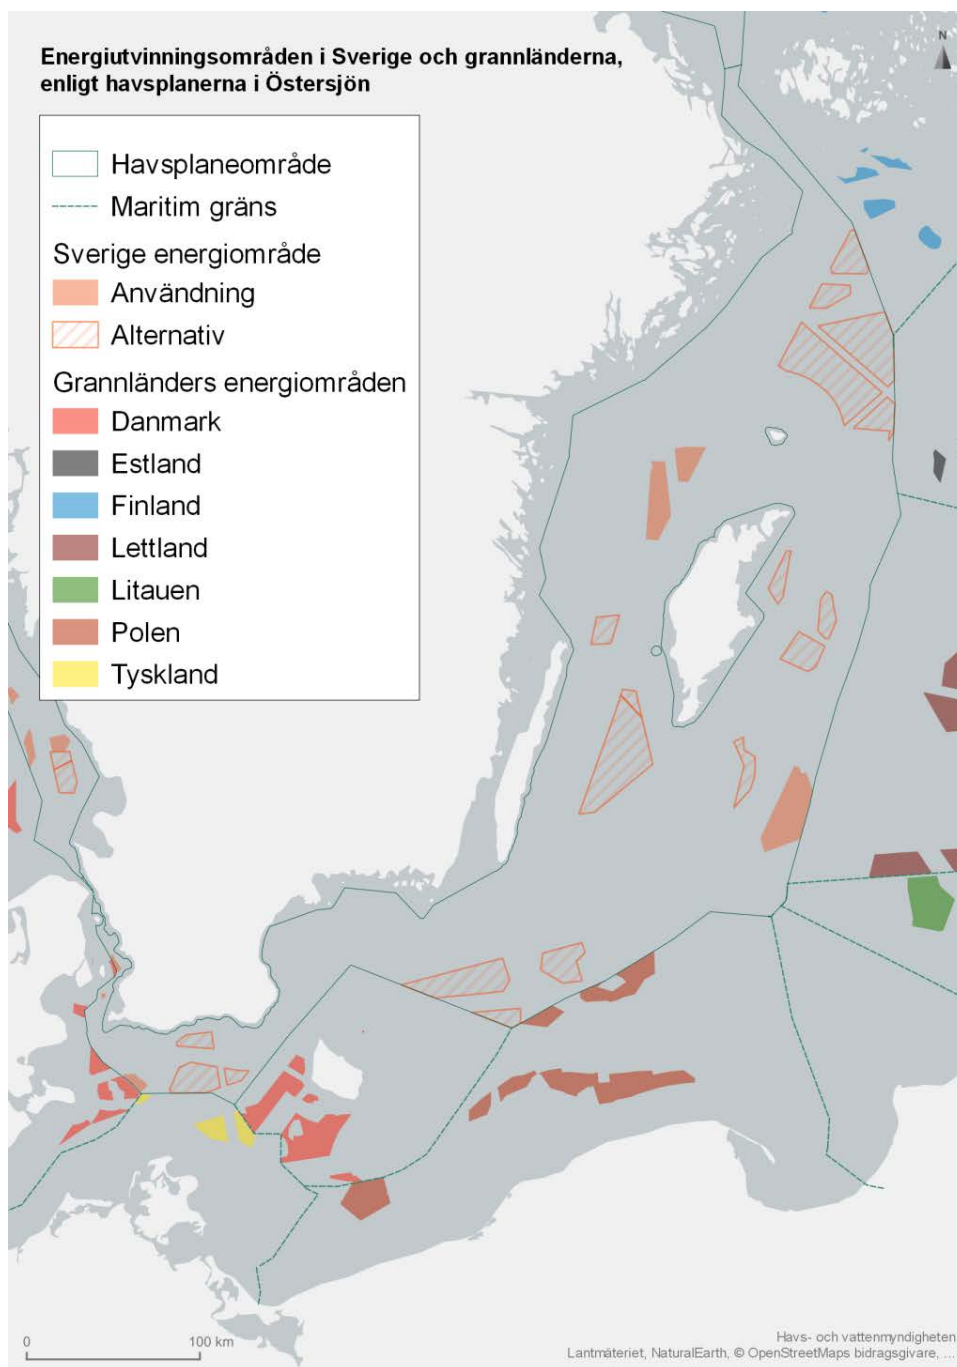 Energiutvinningsområden i Sverige och grannländerna,
enligt havsplanerna i Östersjön
N
Havsplaneområde
Maritim gräns
Sverige energiområde
Användning
Alternativ
Grannländers energiområden
Danmark
Estland
Finland
Lettland
Litauen
Polen
Tyskland
0 100 km
Havs- och vattenmyndigheten
Lantmäteriet, NaturalEarth, © OpenStreetMaps bidragsgivare, ...